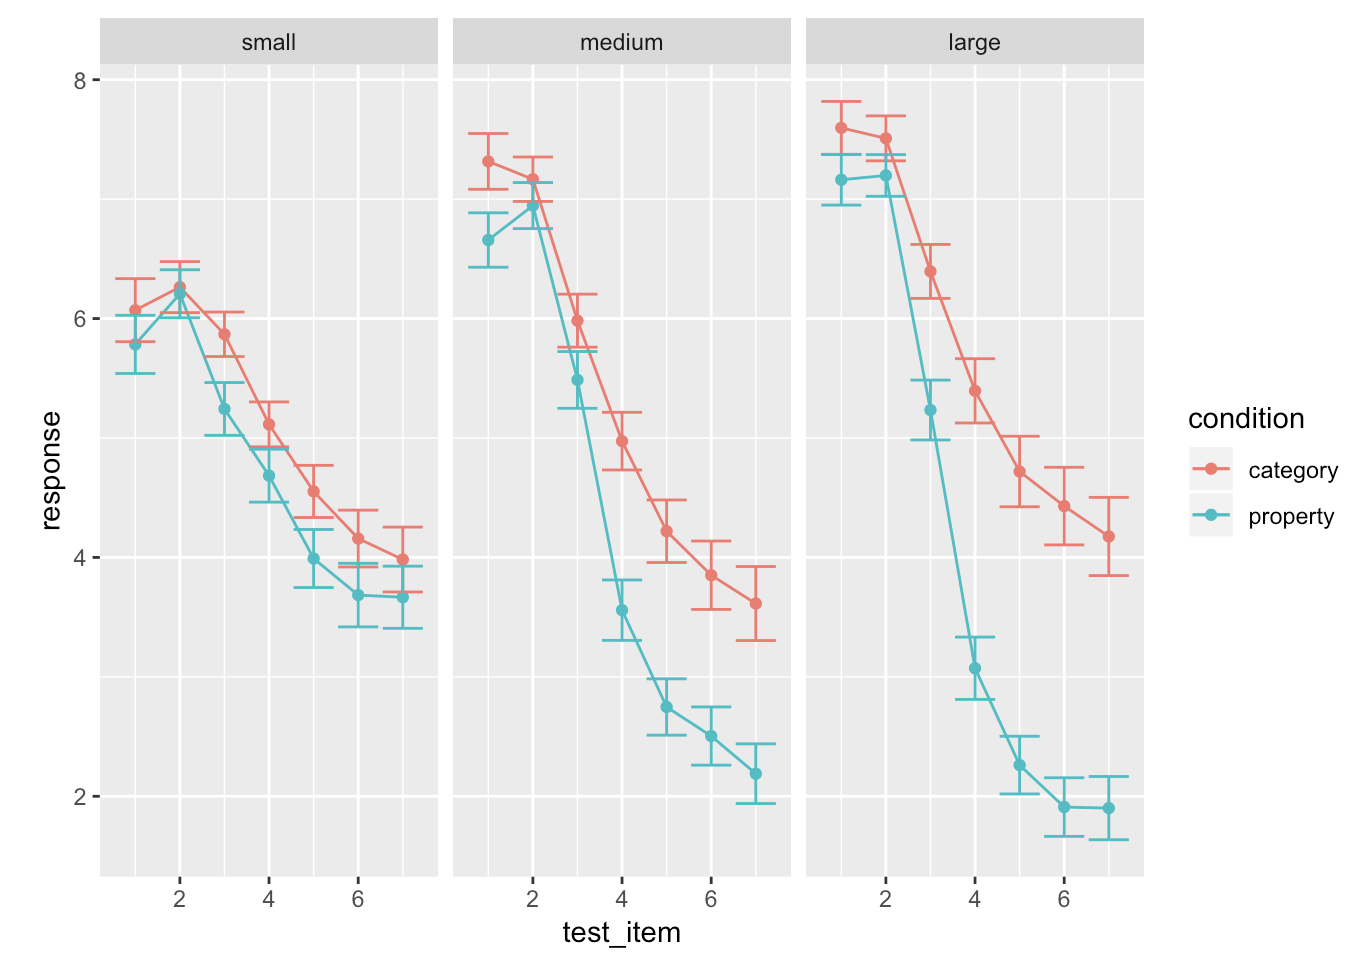 small medium large
8
6
4
2
response
2 4 6 2 4 6 2 4 6
test_item
condition
category
property